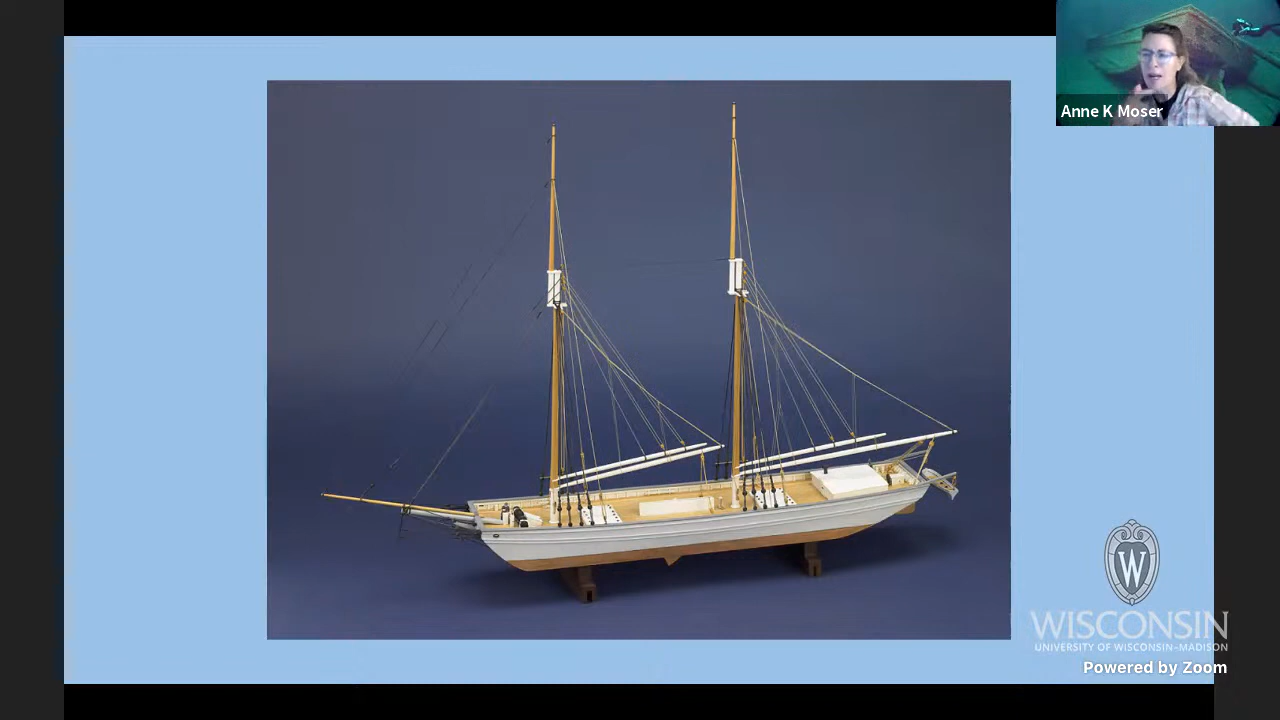 Anne K Moser
W
WISCONSIN
UNIVERSITY OF WISCONSIN–MADISON
Powered by Zoom